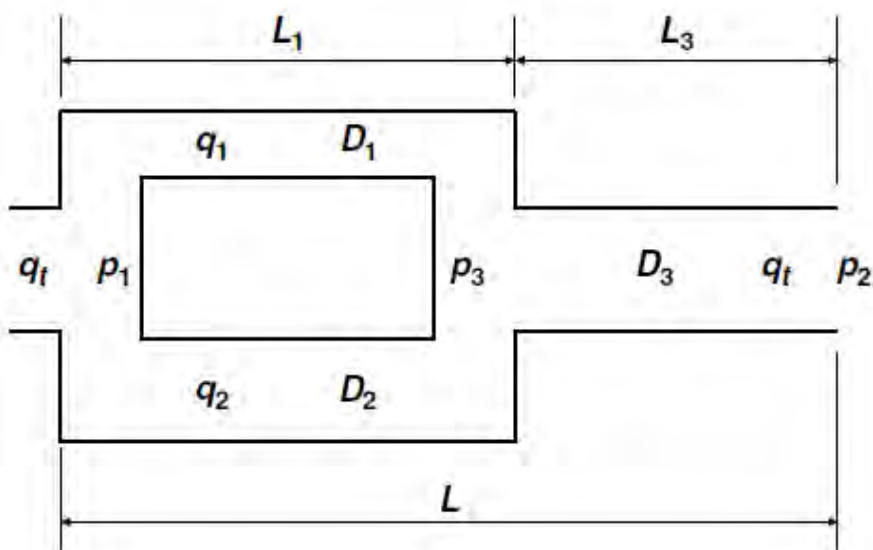 L₁ L₃
q₁ D₁
qₜ p₁ p₃ D₃ qₜ p₂
q₂ D₂
L